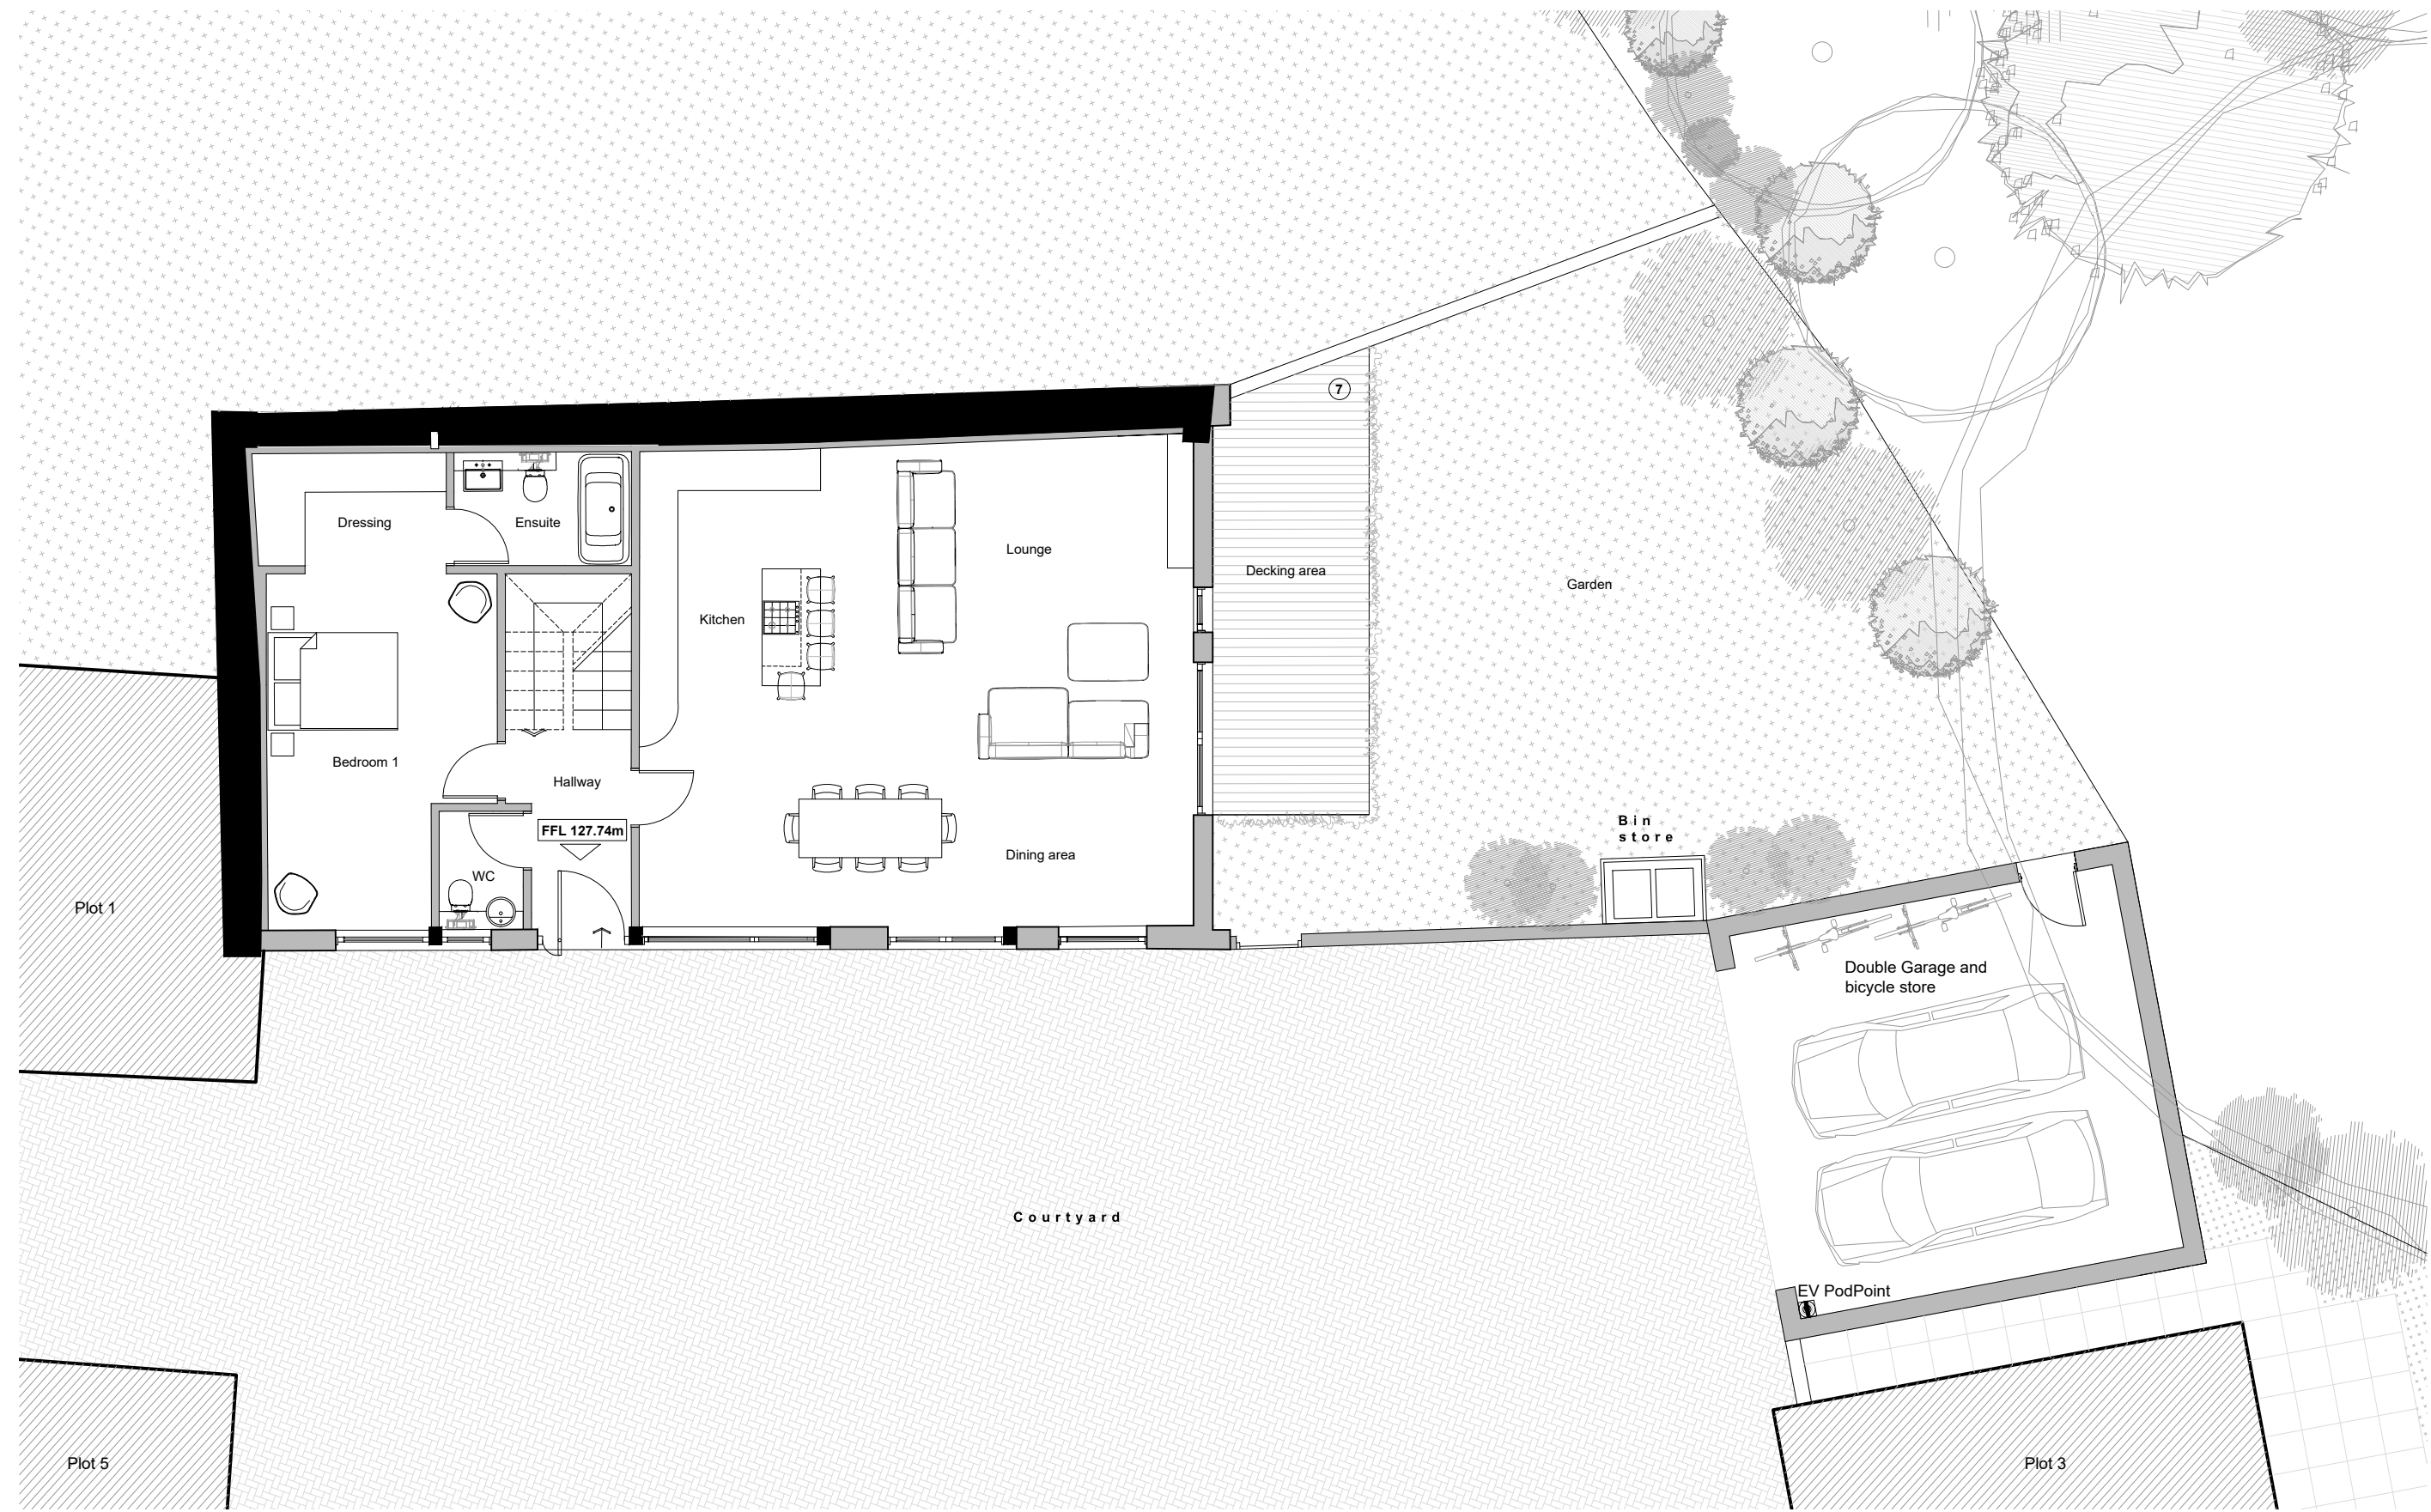 7
Dressing
Ensuite
Lounge
Decking area
Garden
Kitchen
Bedroom 1
Hallway
FFL 127.74m
Bin
store
Dining area
WC
Plot 1
Double Garage and
bicycle store
Courtyard
EV PodPoint
Plot 5
Plot 3